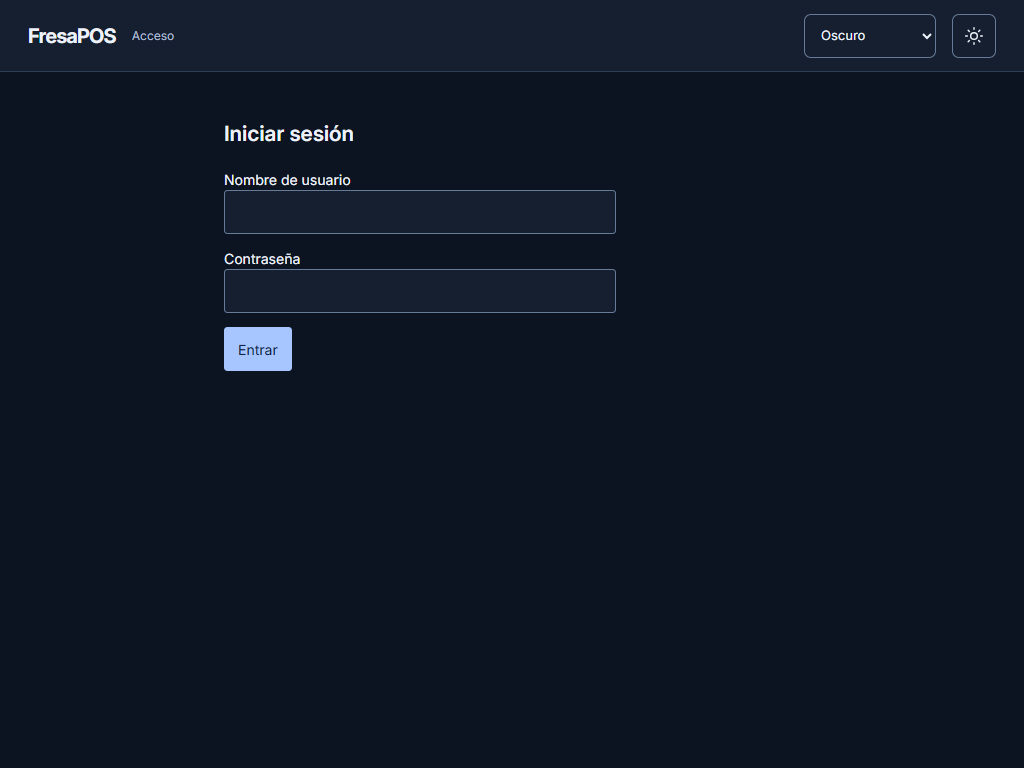 FresaPOS Acceso Oscuro
Iniciar sesión
Nombre de usuario
Contraseña
Entrar